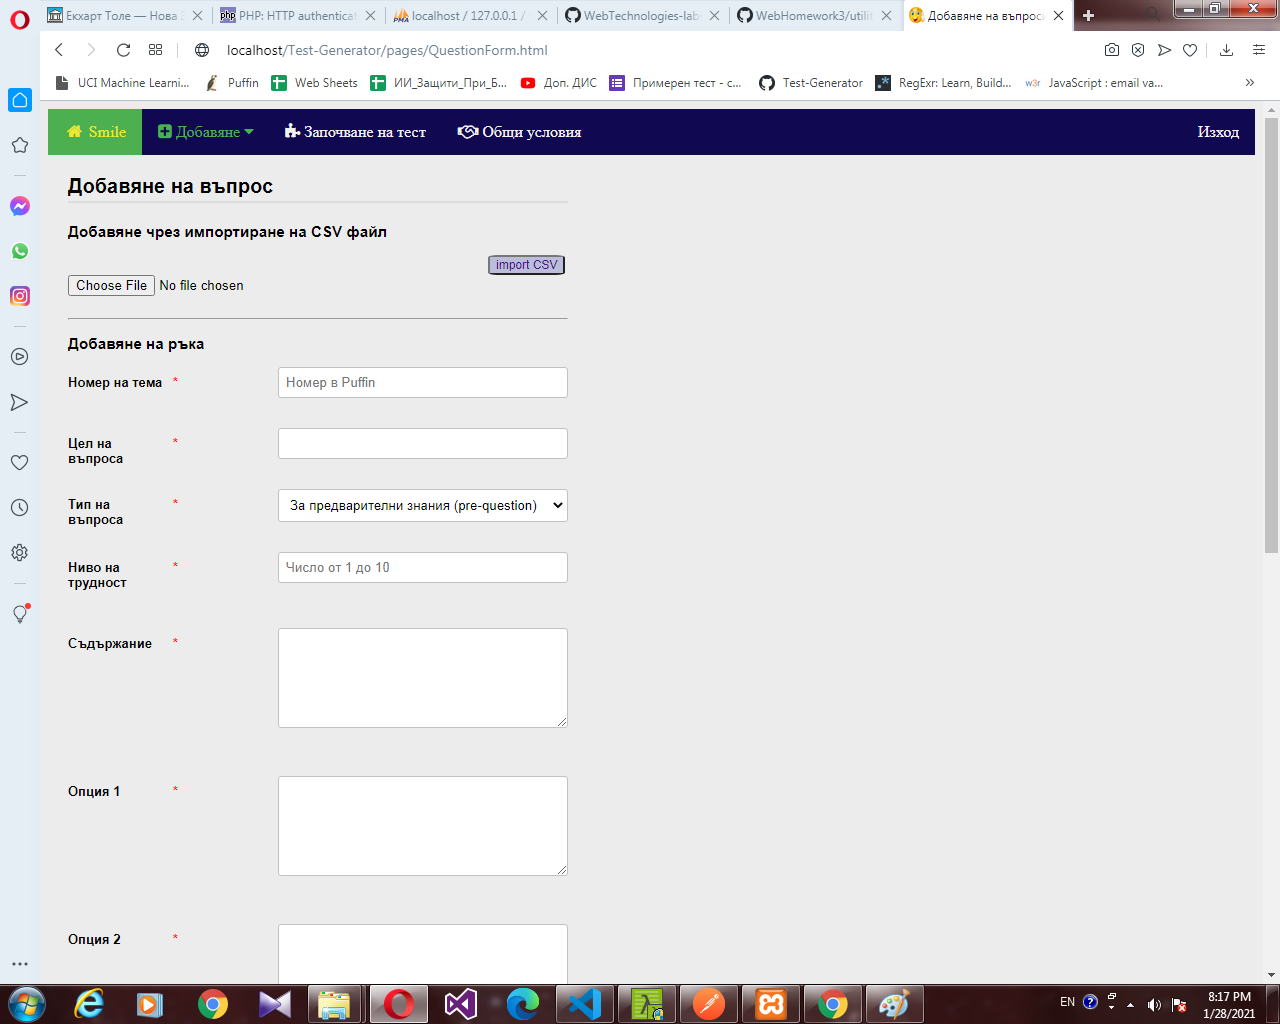 Екхарт Толе — Нова З
PHP: HTTP authenticat
localhost / 127.0.0.1 /
WebTechnologies-lab
WebHomework3/utilit
Добавяне на въпрос
localhost/Test-Generator/pages/QuestionForm.html
UCI Machine Learni...
Puffin
Web Sheets
ИИ_Защити_При_Б...
Доп. ДИС
Примерен тест - с...
Test-Generator
RegExr: Learn, Build...
w3r JavaScript : email va...
Smile
Добавяне
Започване на тест
Общи условия
Изход
Добавяне на въпрос
Добавяне чрез импортиране на CSV файл
import CSV
Choose File No file chosen
Добавяне на ръка
Номер на тема *
Номер в Puffin
Цел на *
въпроса
Тип на *
въпроса
За предварителни знания (pre-question)
Ниво на *
трудност
Число от 1 до 10
Съдържание *
Опция 1 *
Опция 2 *
EN
8:17 PM
1/28/2021